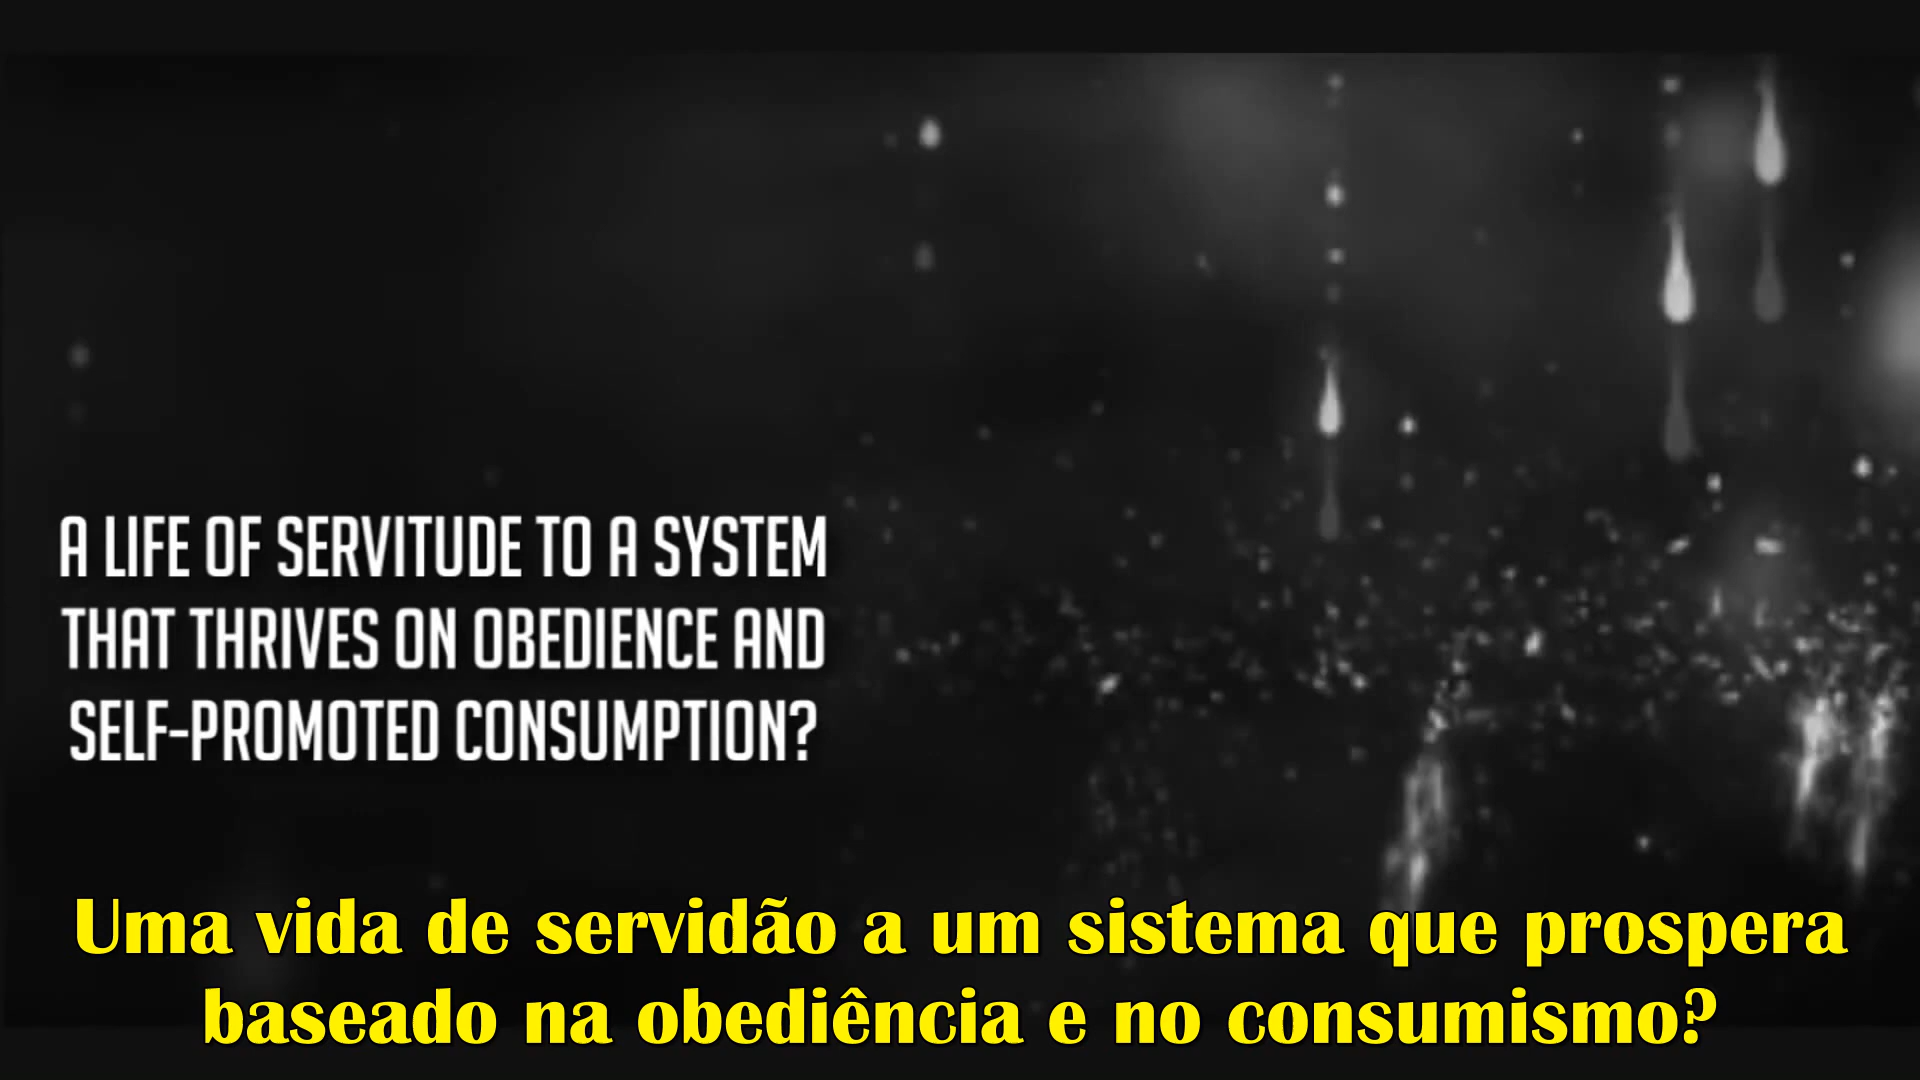 A LIFE OF SERVITUDE TO A SYSTEM
THAT THRIVES ON OBEDIENCE AND
SELF-PROMOTED CONSUMPTION?
Uma vida de servidão a um sistema que prospera
baseado na obediência e no consumismo?